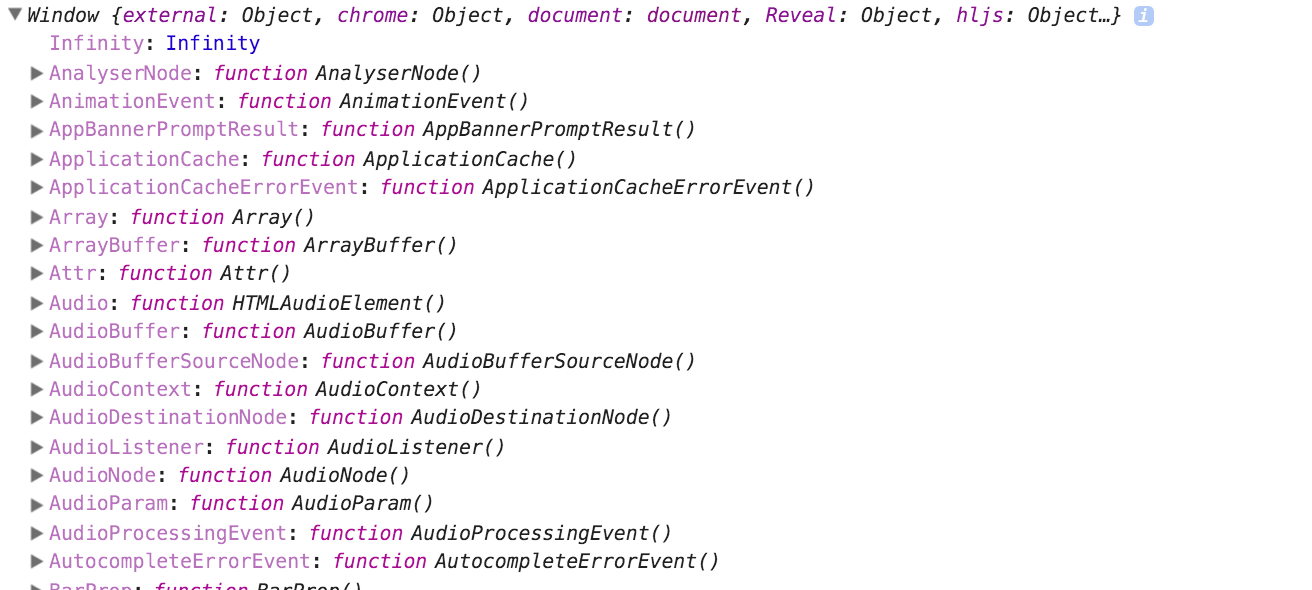 Window {external: Object, chrome: Object, document: document, Reveal: Object, hljs: Object…} i
Infinity: Infinity
AnalyserNode: function AnalyserNode()
AnimationEvent: function AnimationEvent()
AppBannerPromptResult: function AppBannerPromptResult()
ApplicationCache: function ApplicationCache()
ApplicationCacheErrorEvent: function ApplicationCacheErrorEvent()
Array: function Array()
ArrayBuffer: function ArrayBuffer()
Attr: function Attr()
Audio: function HTMLAudioElement()
AudioBuffer: function AudioBuffer()
AudioBufferSourceNode: function AudioBufferSourceNode()
AudioContext: function AudioContext()
AudioDestinationNode: function AudioDestinationNode()
AudioListener: function AudioListener()
AudioNode: function AudioNode()
AudioParam: function AudioParam()
AudioProcessingEvent: function AudioProcessingEvent()
AutocompleteErrorEvent: function AutocompleteErrorEvent()
BarProp: function BarProp()